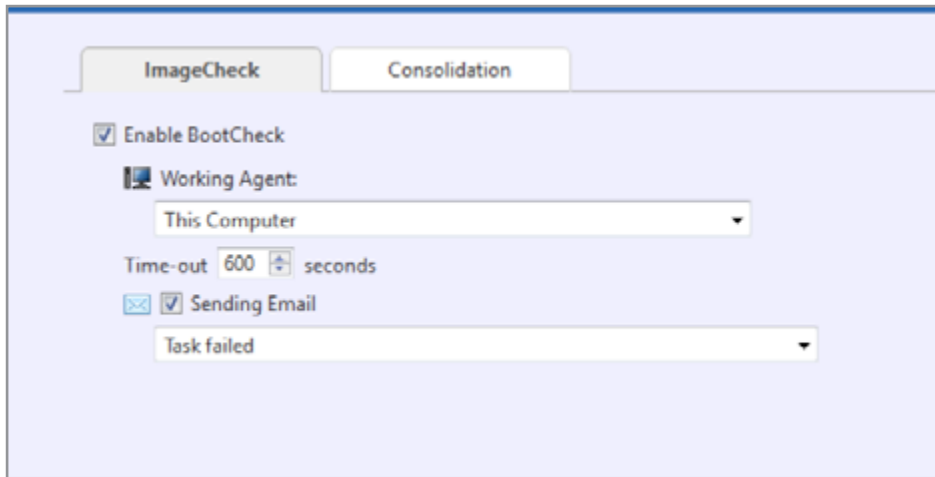 ImageCheck Consolidation
Enable BootCheck
Working Agent:
This Computer
Time-out 600 seconds
Sending Email
Task failed